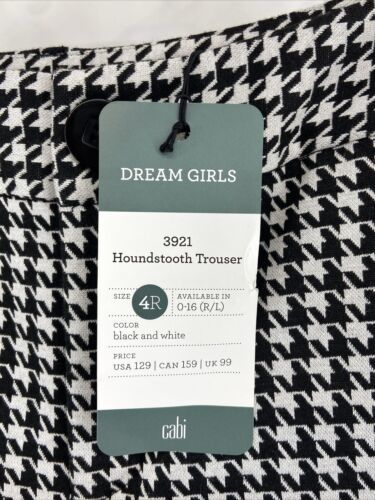 DREAM GIRLS
3921
Houndstooth Trouser
SIZE 4R AVAILABLE IN
0-16 (R/L)
COLOR
black and white
PRICE
USA 129 | CAN 159 | UK 99
cabi